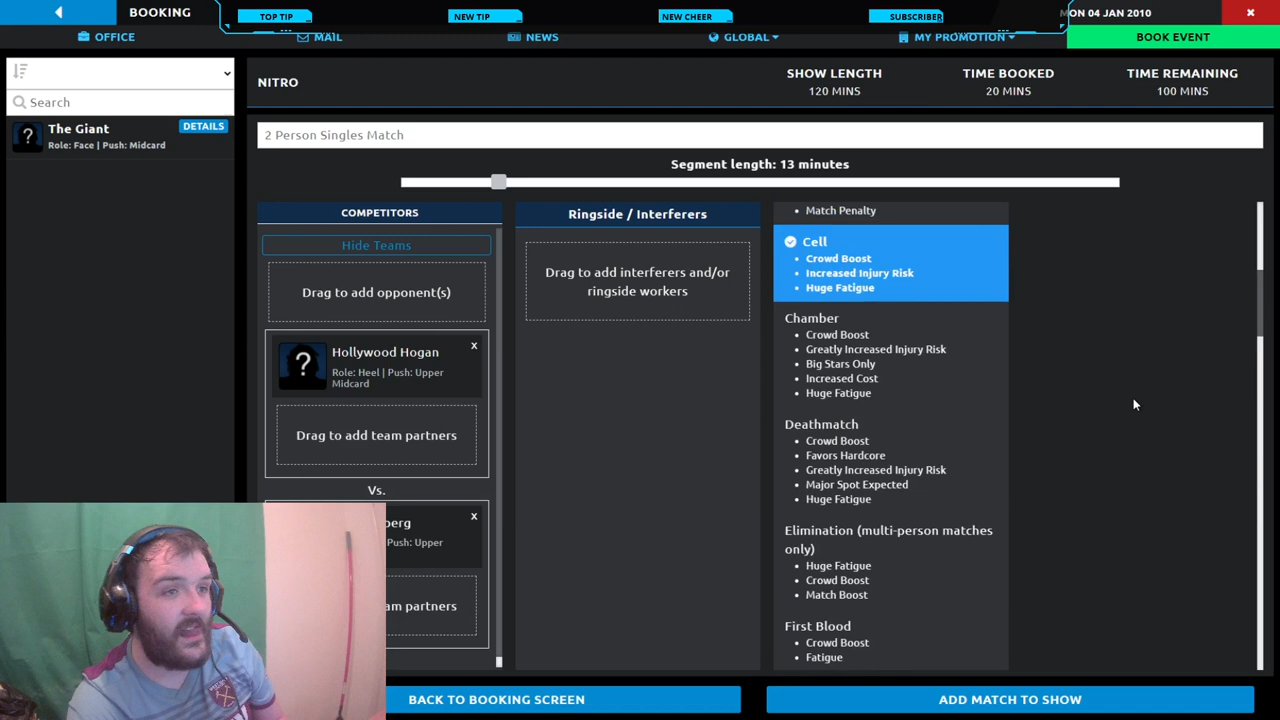 BOOKING
TOP TIP
NEW TIP
NEW CHEER
SUBSCRIBER
MON 04 JAN 2010
OFFICE
MAIL
NEWS
GLOBAL
MY PROMOTION
BOOK EVENT
Search
The Giant
DETAILS
Role: Face | Push: Midcard
NITRO
SHOW LENGTH
120 MINS
TIME BOOKED
20 MINS
TIME REMAINING
100 MINS
2 Person Singles Match
Segment length: 13 minutes
COMPETITORS
Hide Teams
Drag to add opponent(s)
Hollywood Hogan
x
Role: Heel | Push: Upper
Midcard
Drag to add team partners
Vs.
berg
x
Push: Upper
am partners
Ringside / Interferers
Drag to add interferers and/or
ringside workers
• Match Penalty
Cell
• Crowd Boost
• Increased Injury Risk
• Huge Fatigue
Chamber
• Crowd Boost
• Greatly Increased Injury Risk
• Big Stars Only
• Increased Cost
• Huge Fatigue
Deathmatch
• Crowd Boost
• Favors Hardcore
• Greatly Increased Injury Risk
• Major Spot Expected
• Huge Fatigue
Elimination (multi-person matches
only)
• Huge Fatigue
• Crowd Boost
• Match Boost
First Blood
• Crowd Boost
• Fatigue
BACK TO BOOKING SCREEN
ADD MATCH TO SHOW